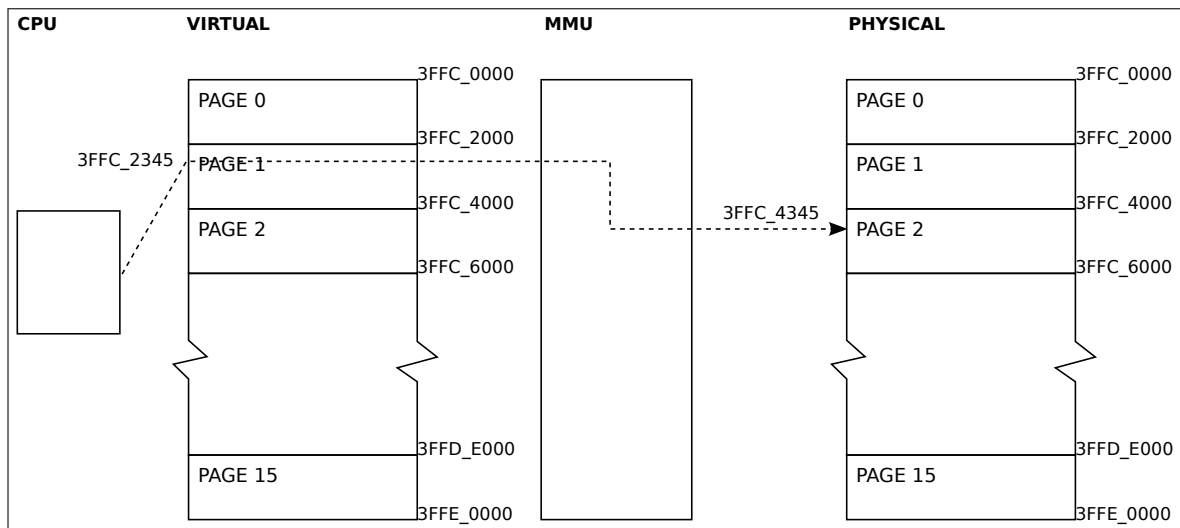 CPU
VIRTUAL
MMU
PHYSICAL
3FFC_0000
3FFC_0000
PAGE 0
PAGE 0
3FFC_2000
3FFC_2000
3FFC_2345
PAGE 1
PAGE 1
3FFC_4000
3FFC_4000
3FFC_4345
PAGE 2
PAGE 2
3FFC_6000
3FFC_6000
3FFD_E000
3FFD_E000
PAGE 15
PAGE 15
3FFE_0000
3FFE_0000